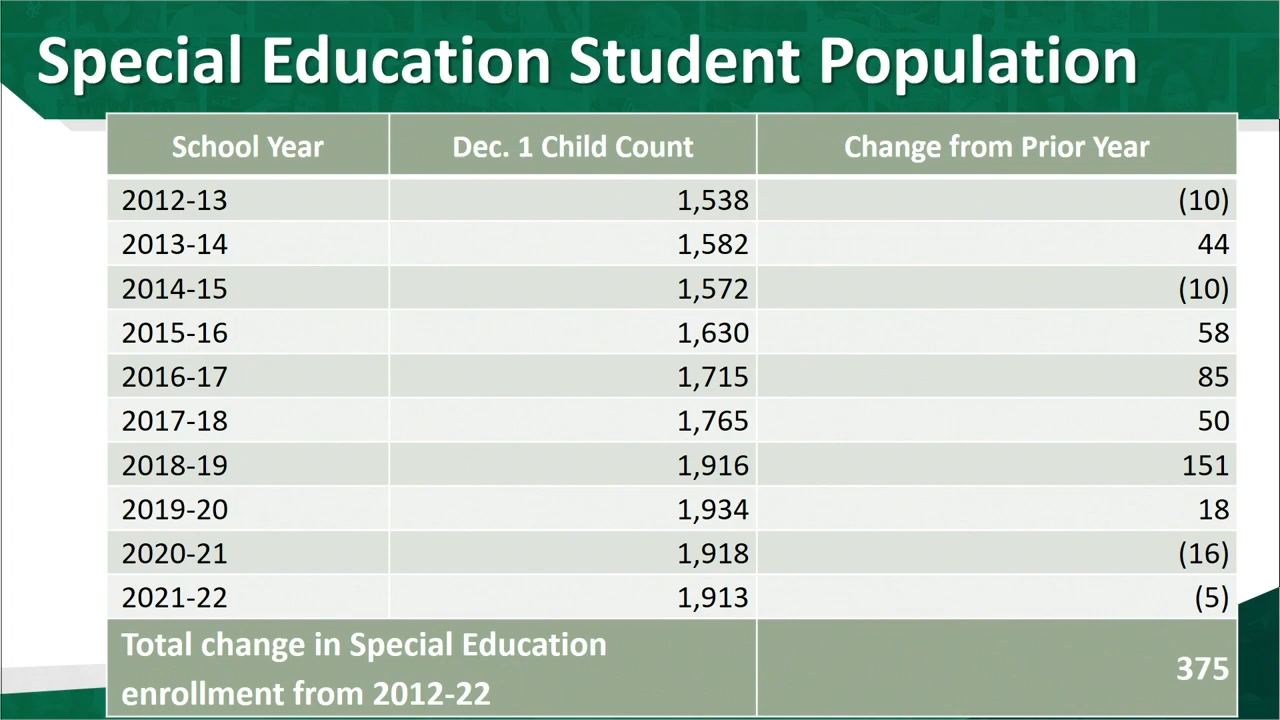 Special Education Student Population
School Year Dec. 1 Child Count Change from Prior Year
2012-13 1,538 (10)
2013-14 1,582 44
2014-15 1,572 (10)
2015-16 1,630 58
2016-17 1,715 85
2017-18 1,765 50
2018-19 1,916 151
2019-20 1,934 18
2020-21 1,918 (16)
2021-22 1,913 (5)
Total change in Special Education
enrollment from 2012-22 375